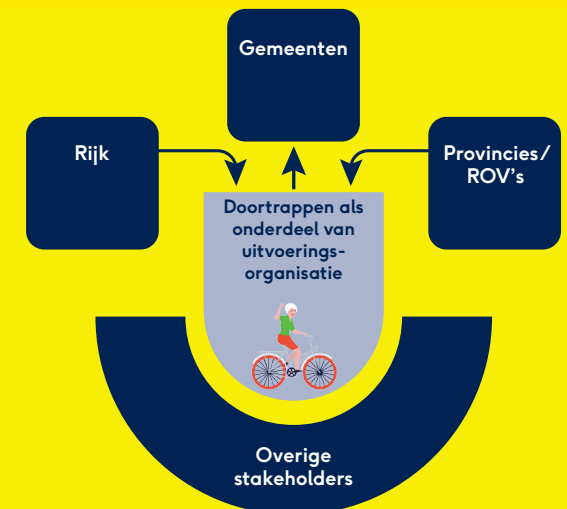 Gemeenten
Rijk
Provincies/
ROV's
Doortrappen als
onderdeel van
uitvoerings-
organisatie
Overige
stakeholders